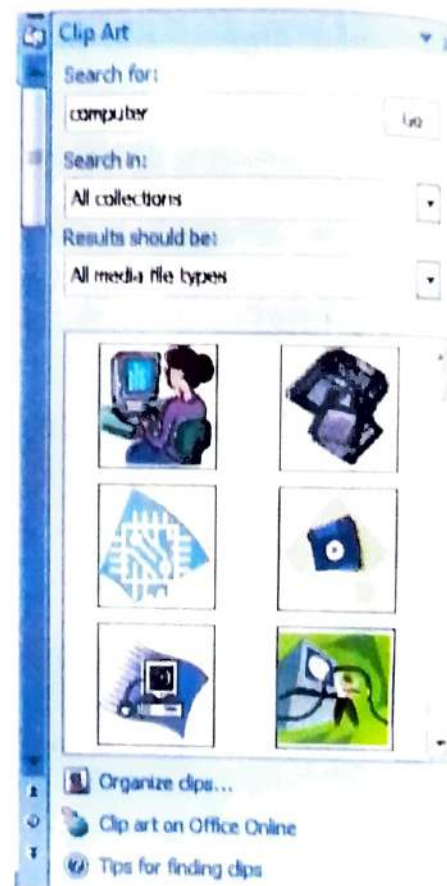 Clip Art
Search for:
computer
Go
Search in:
All collections
Results should be:
All media file types
Organize clips...
Clip art on Office Online
Tips for finding clips